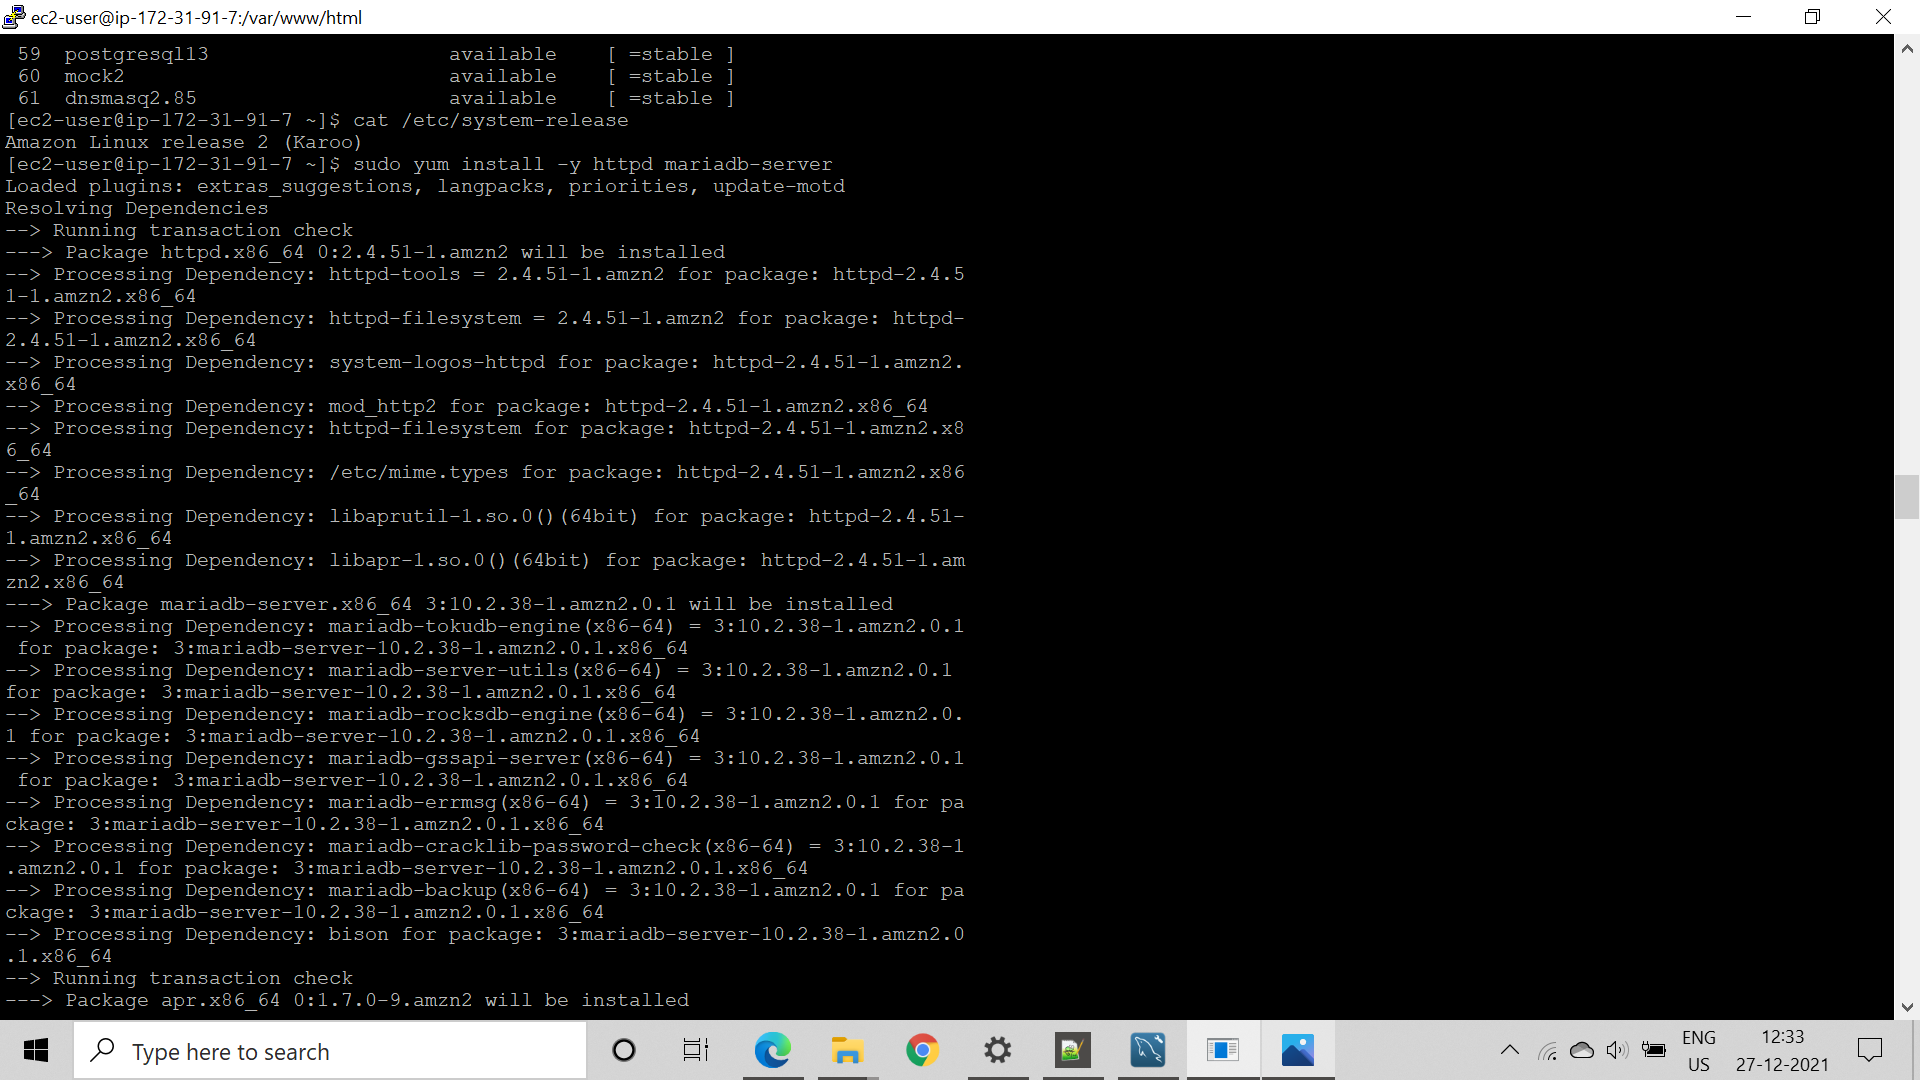 ec2-user@ip-172-31-91-7:/var/www/html
59  postgresql13                    available    [ =stable ]
60  mock2                           available    [ =stable ]
61  dnsmasq2.85                     available    [ =stable ]
[ec2-user@ip-172-31-91-7 ~]$ cat /etc/system-release
Amazon Linux release 2 (Karoo)
[ec2-user@ip-172-31-91-7 ~]$ sudo yum install -y httpd mariadb-server
Loaded plugins: extras_suggestions, langpacks, priorities, update-motd
Resolving Dependencies
--> Running transaction check
---> Package httpd.x86_64 0:2.4.51-1.amzn2 will be installed
--> Processing Dependency: httpd-tools = 2.4.51-1.amzn2 for package: httpd-2.4.5
1-1.amzn2.x86_64
--> Processing Dependency: httpd-filesystem = 2.4.51-1.amzn2 for package: httpd-
2.4.51-1.amzn2.x86_64
--> Processing Dependency: system-logos-httpd for package: httpd-2.4.51-1.amzn2.
x86_64
--> Processing Dependency: mod_http2 for package: httpd-2.4.51-1.amzn2.x86_64
--> Processing Dependency: httpd-filesystem for package: httpd-2.4.51-1.amzn2.x8
6_64
--> Processing Dependency: /etc/mime.types for package: httpd-2.4.51-1.amzn2.x86
_64
--> Processing Dependency: libaprutil-1.so.0()(64bit) for package: httpd-2.4.51-
1.amzn2.x86_64
--> Processing Dependency: libapr-1.so.0()(64bit) for package: httpd-2.4.51-1.am
zn2.x86_64
---> Package mariadb-server.x86_64 3:10.2.38-1.amzn2.0.1 will be installed
--> Processing Dependency: mariadb-tokudb-engine(x86-64) = 3:10.2.38-1.amzn2.0.1
 for package: 3:mariadb-server-10.2.38-1.amzn2.0.1.x86_64
--> Processing Dependency: mariadb-server-utils(x86-64) = 3:10.2.38-1.amzn2.0.1
for package: 3:mariadb-server-10.2.38-1.amzn2.0.1.x86_64
--> Processing Dependency: mariadb-rocksdb-engine(x86-64) = 3:10.2.38-1.amzn2.0.
1 for package: 3:mariadb-server-10.2.38-1.amzn2.0.1.x86_64
--> Processing Dependency: mariadb-gssapi-server(x86-64) = 3:10.2.38-1.amzn2.0.1
 for package: 3:mariadb-server-10.2.38-1.amzn2.0.1.x86_64
--> Processing Dependency: mariadb-errmsg(x86-64) = 3:10.2.38-1.amzn2.0.1 for pa
ckage: 3:mariadb-server-10.2.38-1.amzn2.0.1.x86_64
--> Processing Dependency: mariadb-cracklib-password-check(x86-64) = 3:10.2.38-1
.amzn2.0.1 for package: 3:mariadb-server-10.2.38-1.amzn2.0.1.x86_64
--> Processing Dependency: mariadb-backup(x86-64) = 3:10.2.38-1.amzn2.0.1 for pa
ckage: 3:mariadb-server-10.2.38-1.amzn2.0.1.x86_64
--> Processing Dependency: bison for package: 3:mariadb-server-10.2.38-1.amzn2.0
.1.x86_64
--> Running transaction check
---> Package apr.x86_64 0:1.7.0-9.amzn2 will be installed
Type here to search
ENG
US
12:33
27-12-2021